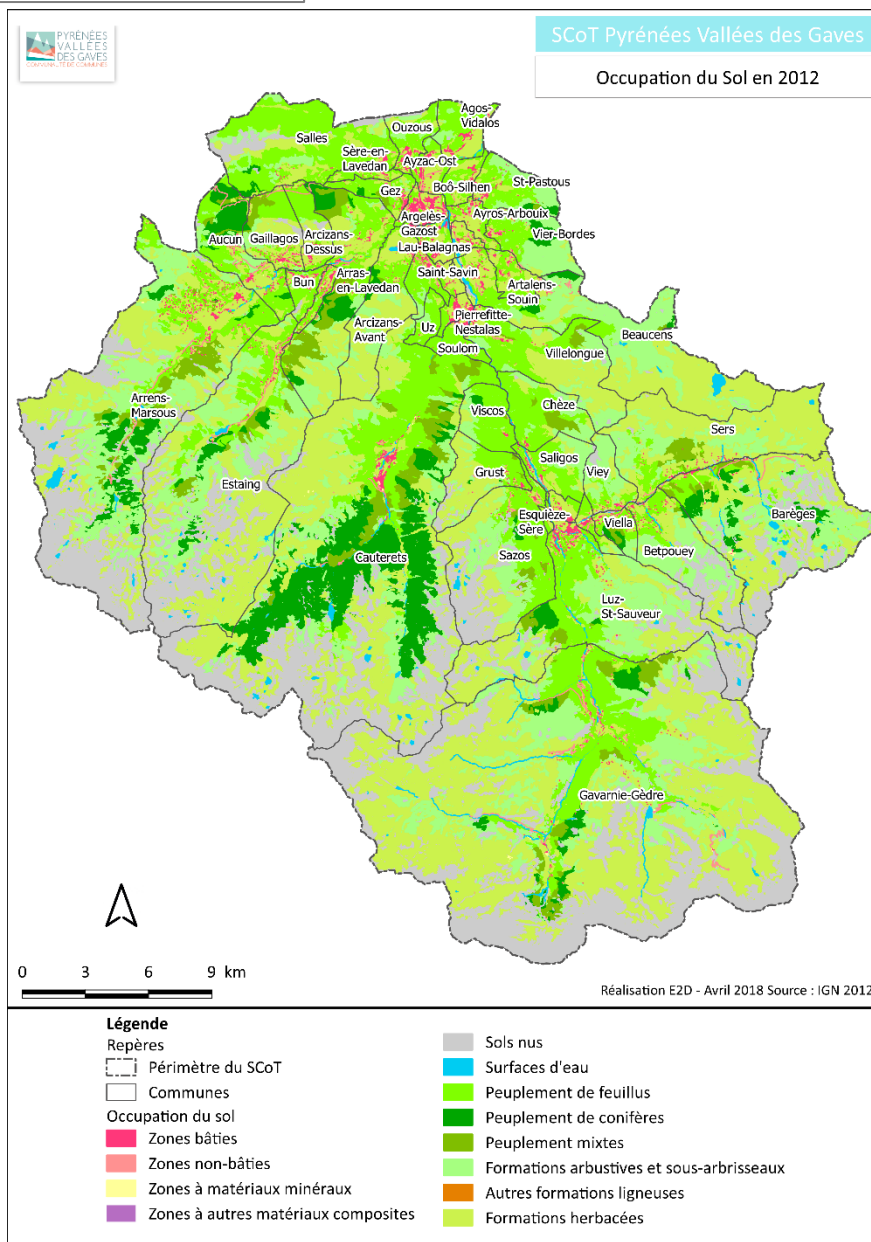 PYRÉNÉES
VALLÉES
DES GAVES
COMMUNAUTÉ DE COMMUNES
SCoT Pyrénées Vallées des Gaves
Occupation du Sol en 2012
Agos-
Vidalos
Ouzous
Salles
Sère-en-
Lavedan
Ayzac-Ost
St-Pastous
Boô-Silhen
Gez
Ayros-Arbouix
Argelès-
Gazost
Vier-Bordes
Aucun
Gaillagos
Arcizans-
Dessus
Lau-Balagnas
Saint-Savin
Bun
Arras-
en-Lavedan
Artalens-
Souin
Arcizans-
Avant
Uz
Pierrefitte-
Nestalas
Beaucens
Soulom
Villelongue
Arrens-
Marsous
Viscos
Chèze
Sers
Saligos
Estaing
Grust
Viey
Esquièze-
Sère
Viella
Barèges
Cauterets
Sazos
Betpouey
Luz-
St-Sauveur
Gavarnie-Gèdre
0 3 6 9 km
Réalisation E2D - Avril 2018 Source : IGN 2012
Légende
Repères
Périmètre du SCoT
Communes
Occupation du sol
Zones bâties
Zones non-bâties
Zones à matériaux minéraux
Zones à autres matériaux composites
Sols nus
Surfaces d'eau
Peuplement de feuillus
Peuplement de conifères
Peuplement mixtes
Formations arbustives et sous-arbrisseaux
Autres formations ligneuses
Formations herbacées